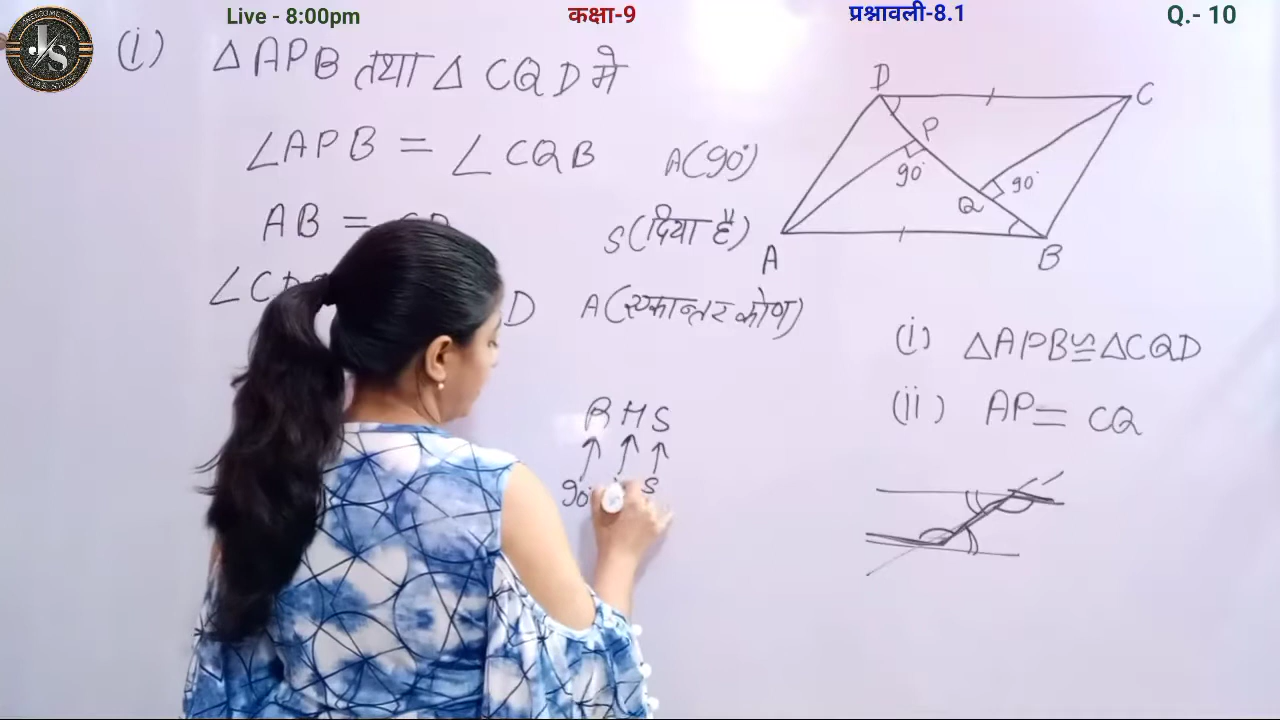 Live - 8:00pm
कक्षा-9
प्रश्नावली-8.1
Q.- 10
(i) △APB तथा △CQD मे
∠APB = ∠CQB A(90°)
AB = S(दिया है)
∠C D A(एकान्तर कोण)
RHS
90° S
D
C
P
90°
Q
90°
A
B
(i) △APB≅△CQD
(ii) AP = CQ